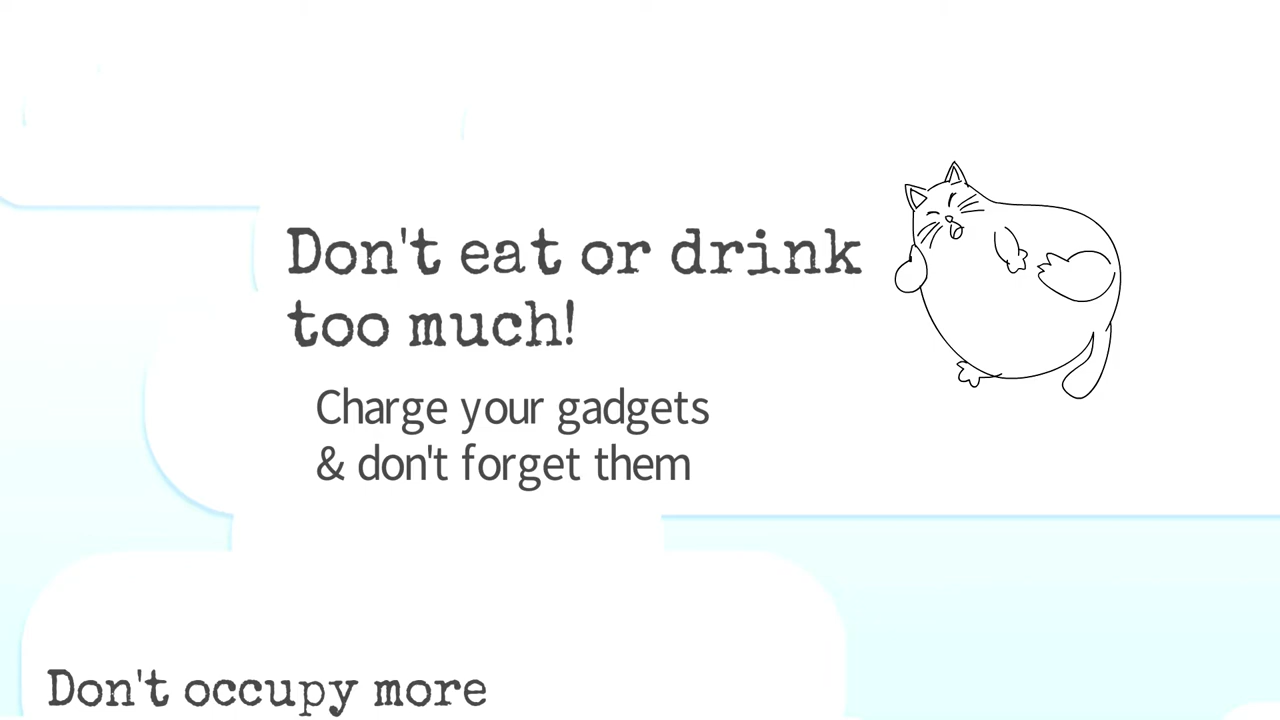 Don't eat or drink
too much!
Charge your gadgets
& don't forget them
Don't occupy more